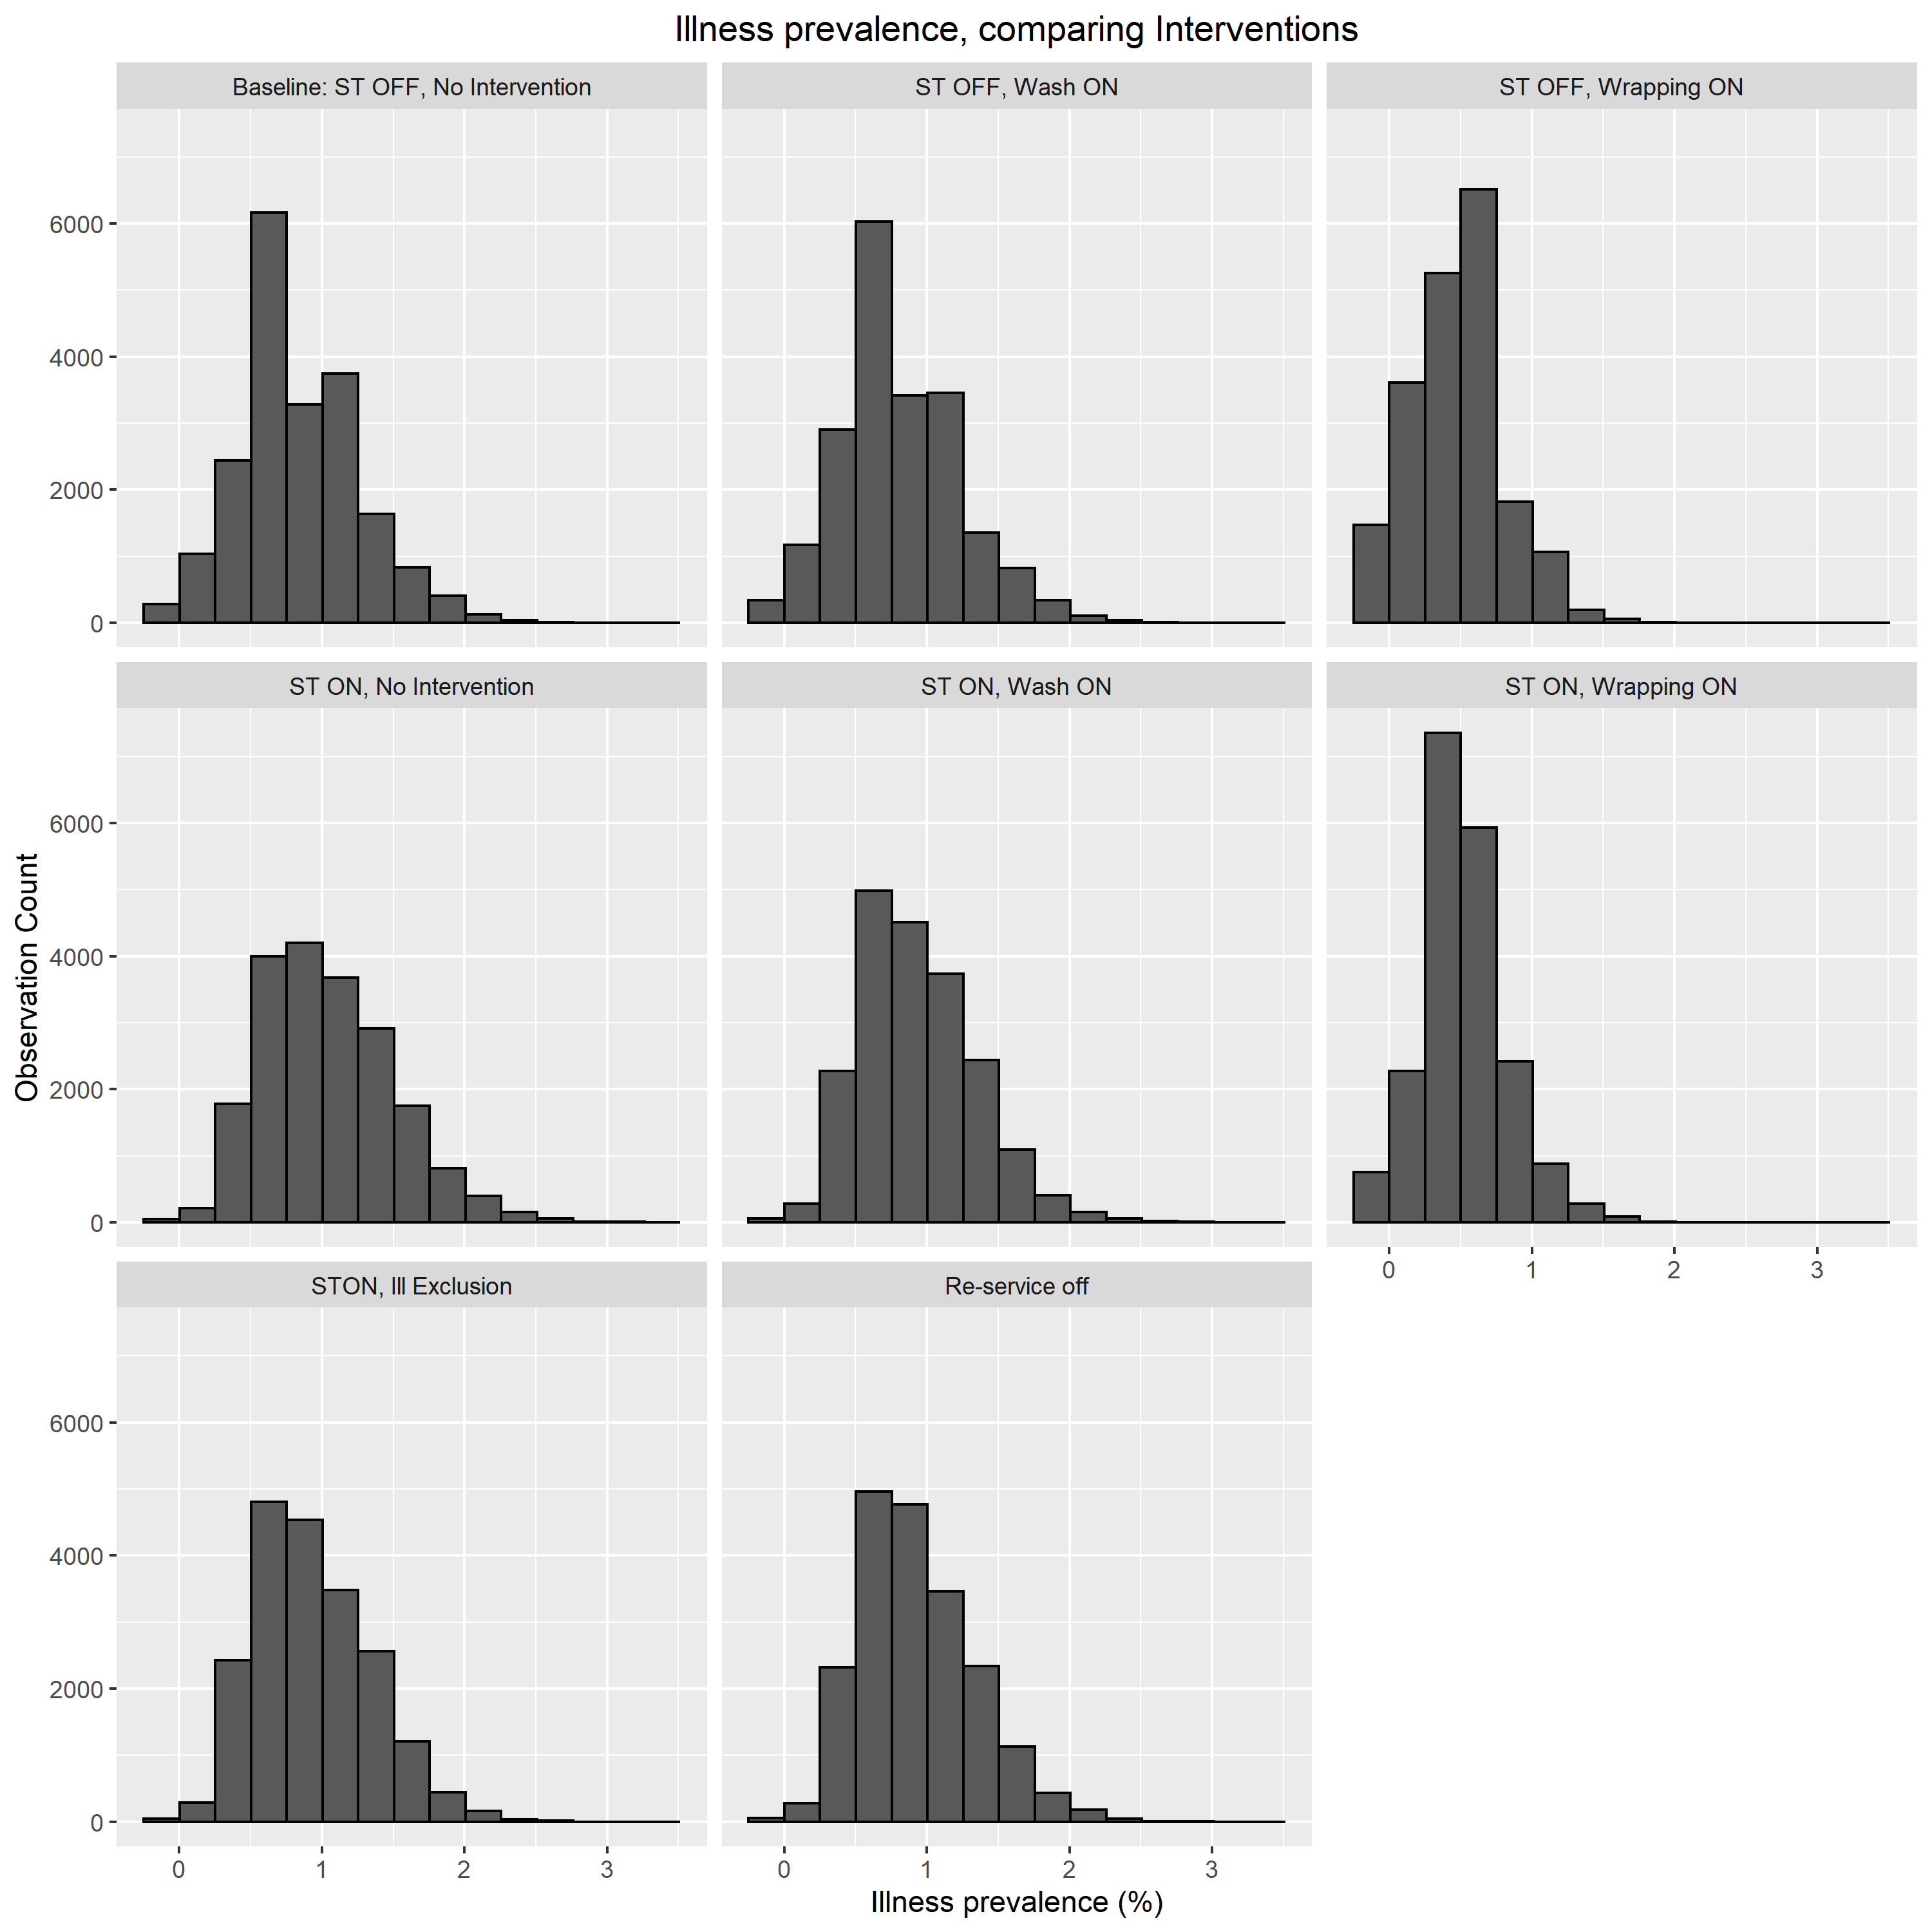 Illness prevalence, comparing Interventions
Baseline: ST OFF, No Intervention
ST OFF, Wash ON
ST OFF, Wrapping ON
6000
4000
2000
0
ST ON, No Intervention
ST ON, Wash ON
ST ON, Wrapping ON
6000
4000
2000
0
0 1 2 3
Observation Count
STON, Ill Exclusion
Re-service off
6000
4000
2000
0
0 1 2 3
0 1 2 3
Illness prevalence (%)